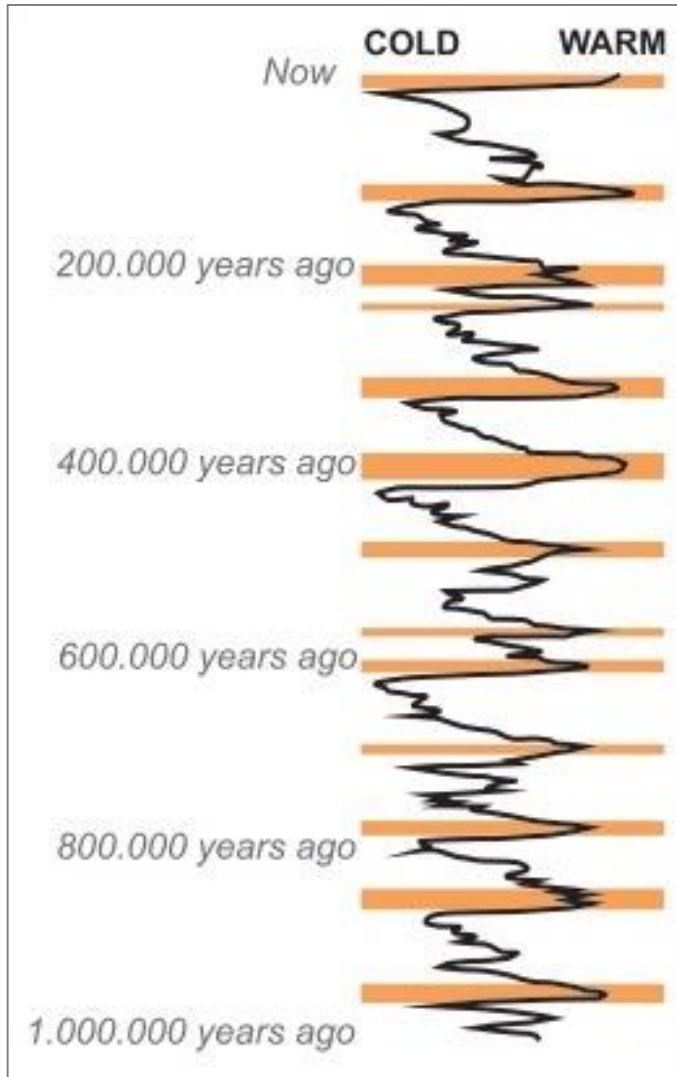 COLD WARM
Now
200.000 years ago
400.000 years ago
600.000 years ago
800.000 years ago
1.000.000 years ago